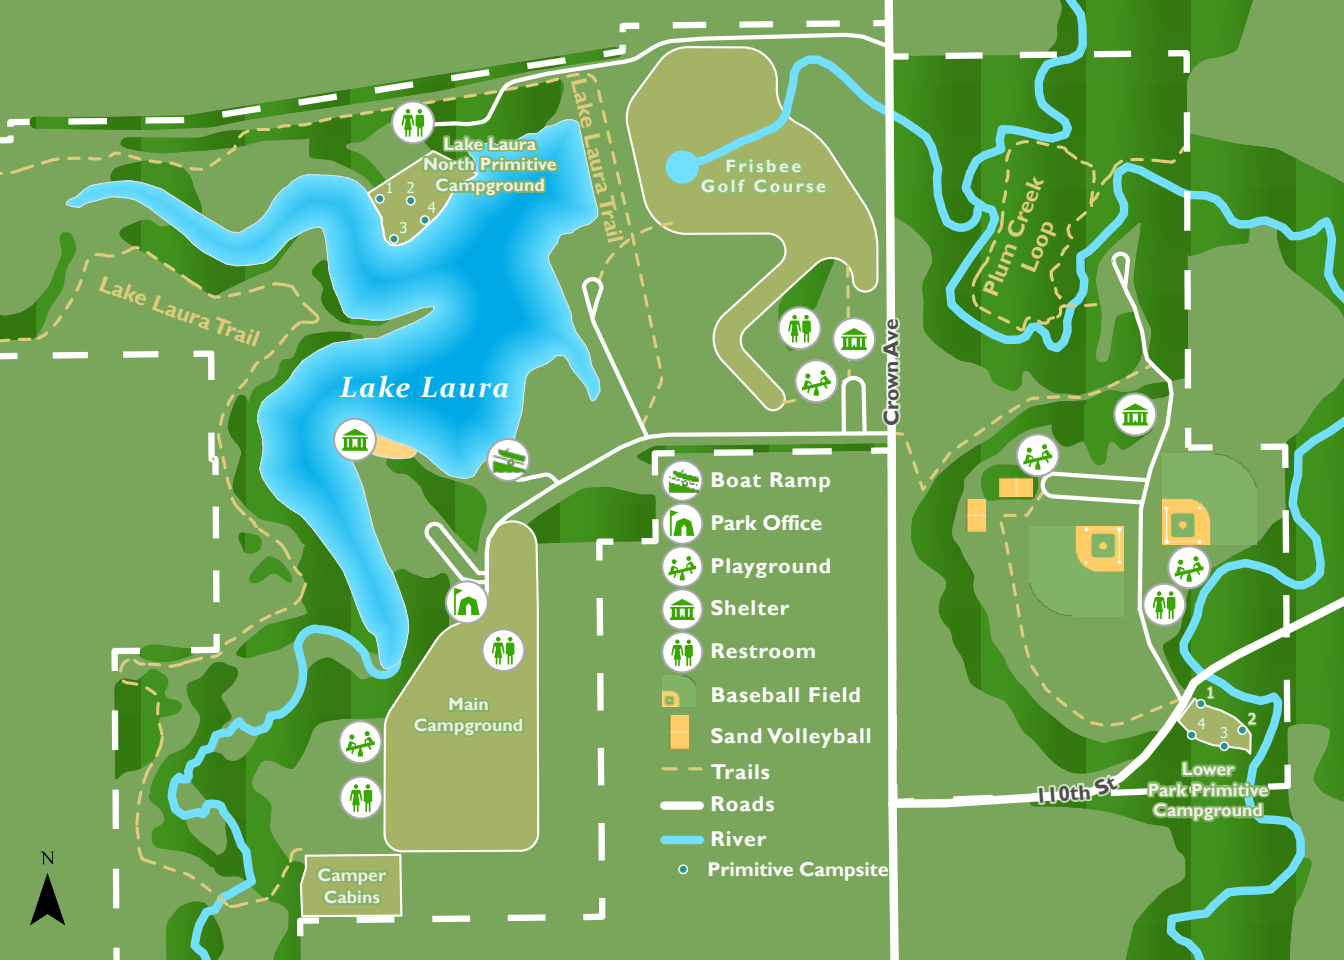 Lake Laura
North Primitive
Campground
1
2
3
4
Lake Laura Trail
Frisbee
Golf Course
Plum Creek
Loop
Lake Laura Trail
Lake Laura
Crown Ave
Boat Ramp
Park Office
Playground
Shelter
Restroom
Baseball Field
Sand Volleyball
Trails
Roads
River
Primitive Campsite
Main
Campground
Camper
Cabins
N
1
2
4
3
Lower
Park Primitive
Campground
110th St